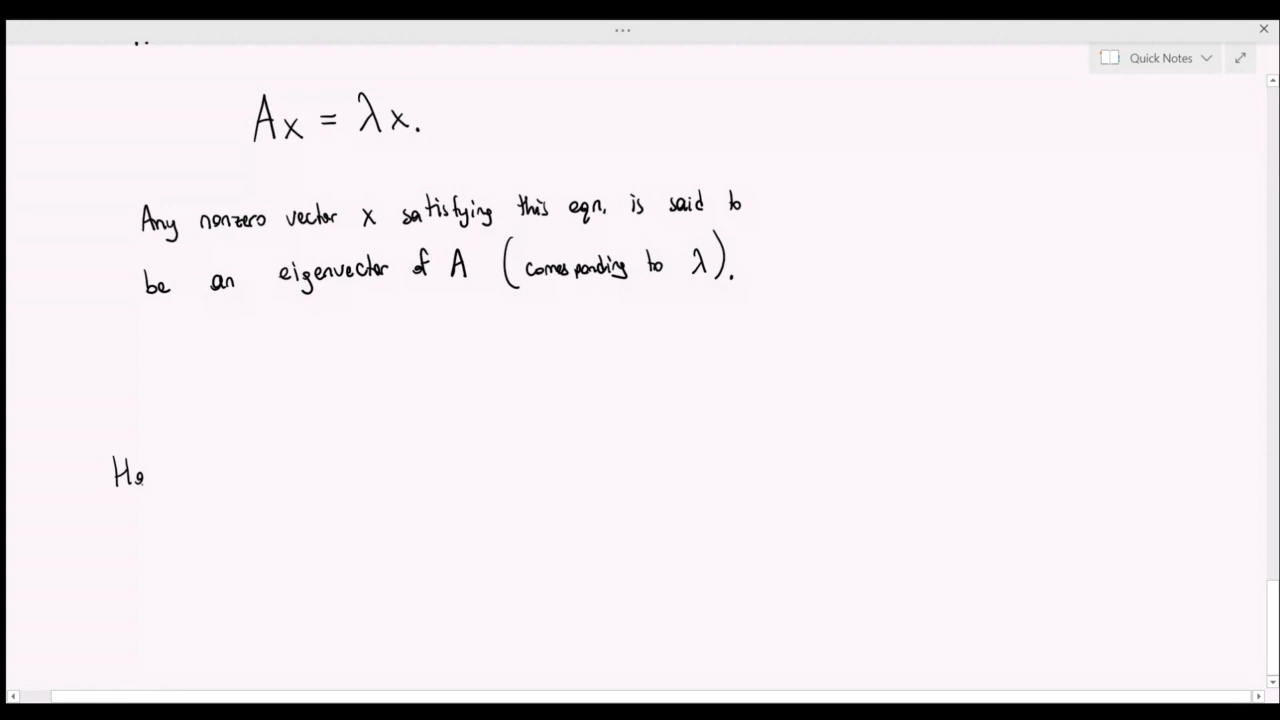 Quick Notes
Ax = λx.
Any nonzero vector x satisfying this eqn. is said to
be an eigenvector of A (corresponding to λ).
He